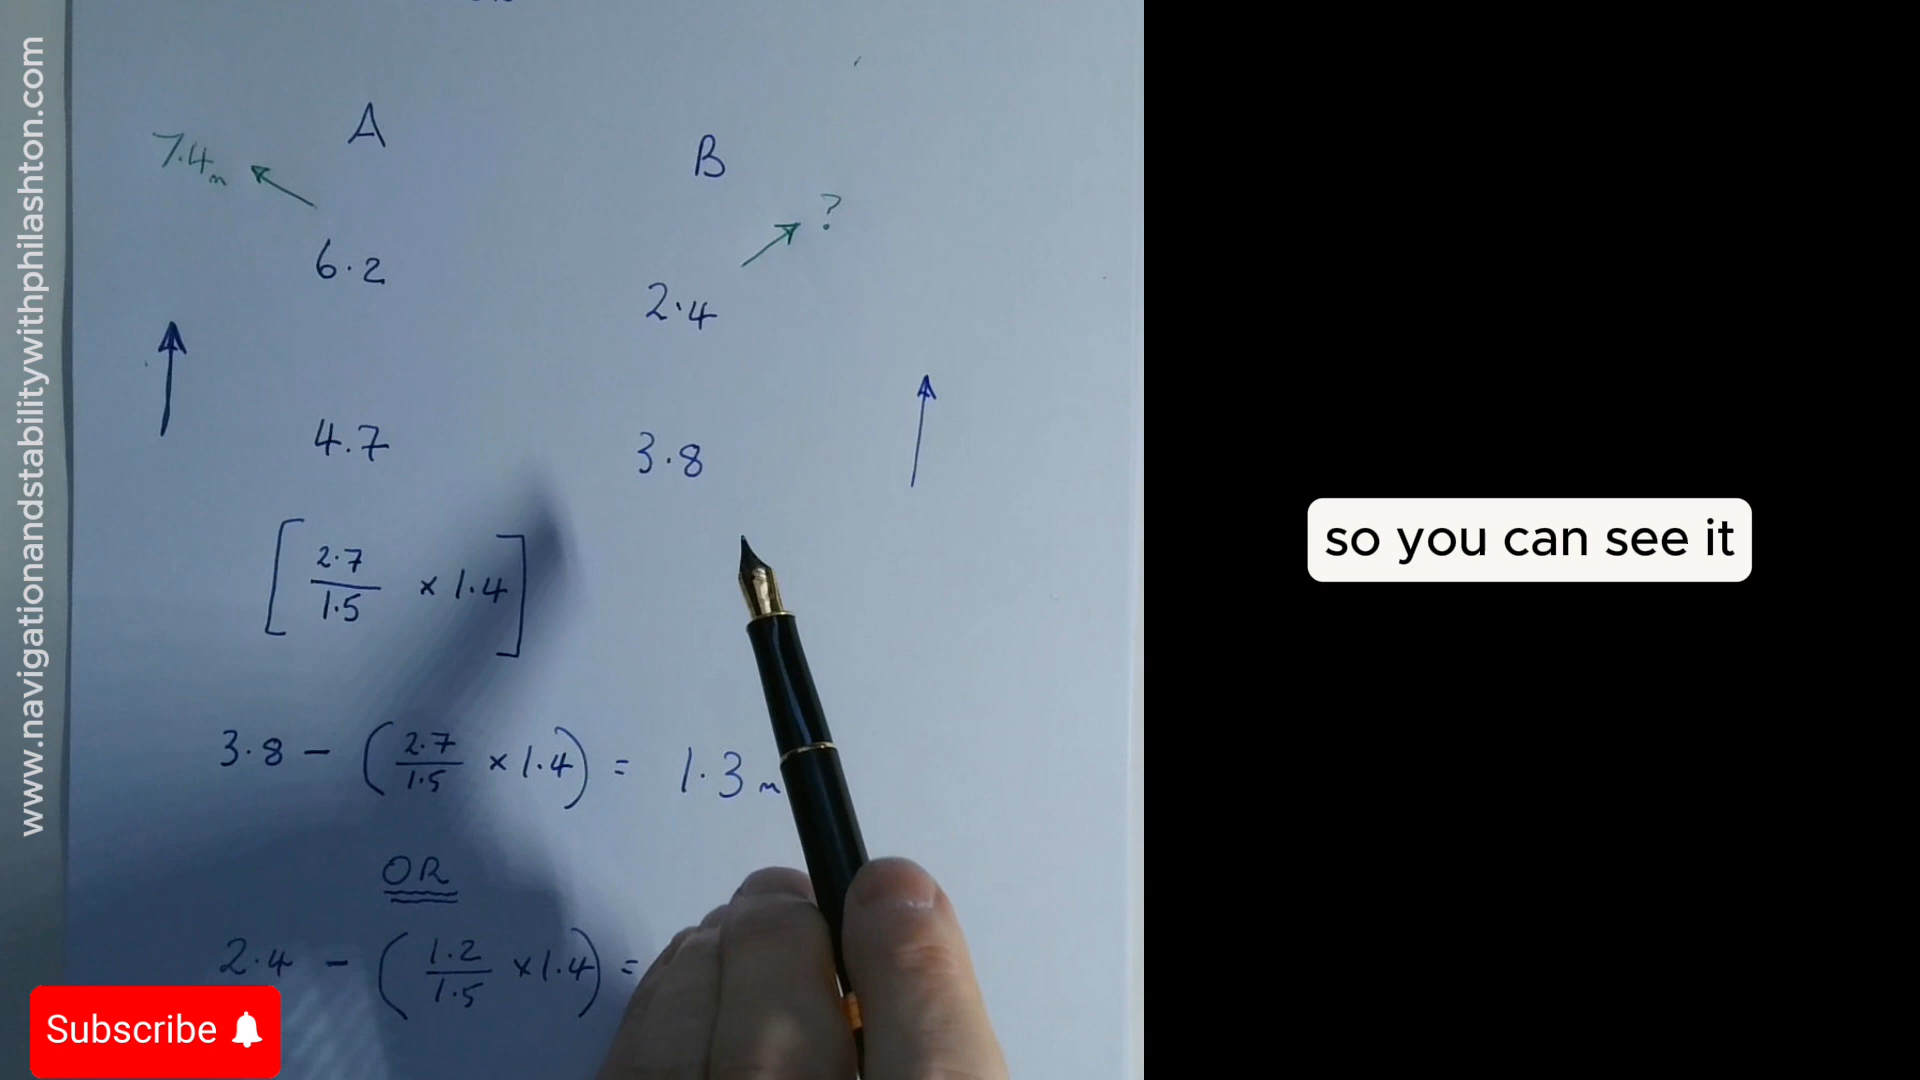 www.navigationandstabilitywithphilashton.com
A
B
7.4m
?
6.2
2.4
4.7
3.8
[ 2.7 / 1.5 × 1.4 ]
3.8 – ( 2.7 / 1.5 × 1.4 ) = 1.3 m
OR
2.4 – ( 1.2 / 1.5 × 1.4 ) =
Subscribe
so you can see it